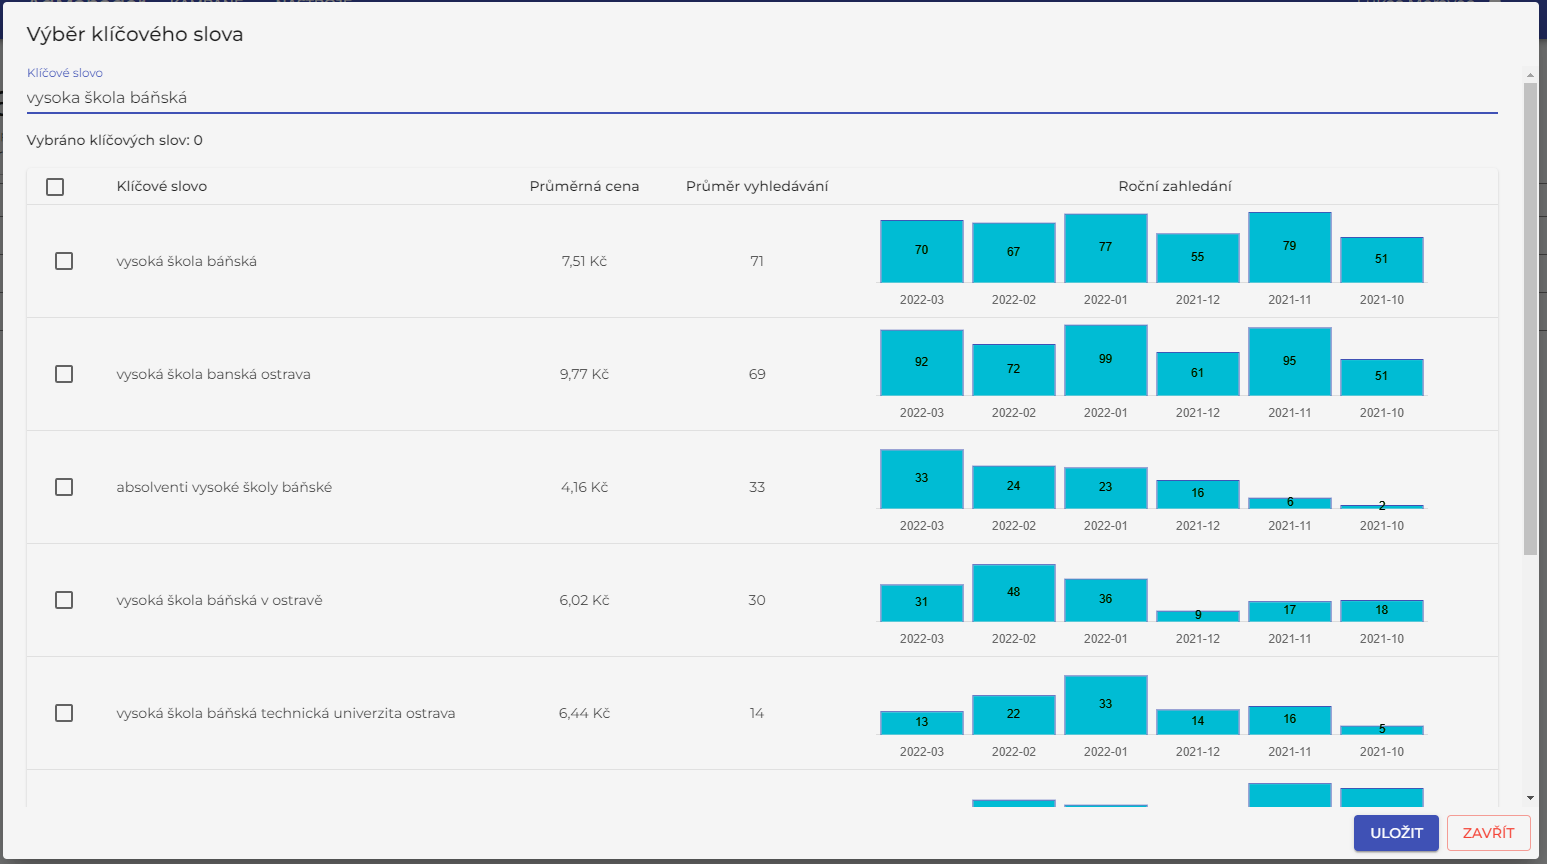 Výběr klíčového slova
Klíčové slovo
vysoka škola báňská
Vybráno klíčových slov: 0
Klíčové slovo Průměrná cena Průměr vyhledávání Roční zahledání
vysoká škola báňská 7,51 Kč 71 70 67 77 55 79 51
2022-03 2022-02 2022-01 2021-12 2021-11 2021-10
vysoká škola banská ostrava 9,77 Kč 69 92 72 99 61 95 51
2022-03 2022-02 2022-01 2021-12 2021-11 2021-10
absolventi vysoké školy báňské 4,16 Kč 33 33 24 23 16 6 2
2022-03 2022-02 2022-01 2021-12 2021-11 2021-10
vysoká škola báňská v ostravě 6,02 Kč 30 31 48 36 9 17 18
2022-03 2022-02 2022-01 2021-12 2021-11 2021-10
vysoká škola báňská technická univerzita ostrava 6,44 Kč 14 13 22 33 14 16 5
2022-03 2022-02 2022-01 2021-12 2021-11 2021-10
ULOŽIT ZAVŘÍT